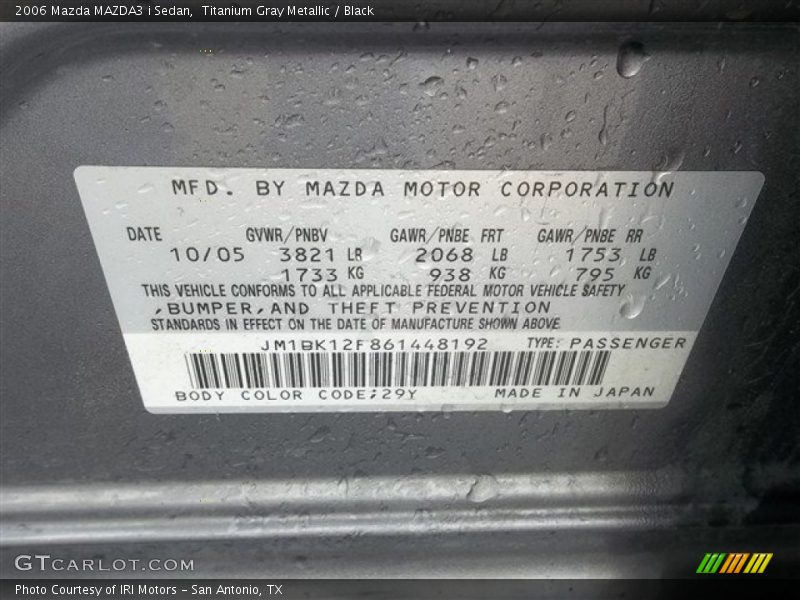 2006 Mazda MAZDA3 i Sedan, Titanium Gray Metallic / Black
MFD. BY MAZDA MOTOR CORPORATION
DATE GVWR/PNBV GAWR/PNBE FRT GAWR/PNBE RR
10/05 3821 LB 2068 LB 1753 LB
1733 KG 938 KG 795 KG
THIS VEHICLE CONFORMS TO ALL APPLICABLE FEDERAL MOTOR VEHICLE SAFETY
,BUMPER,AND THEFT PREVENTION
STANDARDS IN EFFECT ON THE DATE OF MANUFACTURE SHOWN ABOVE.
JM1BK12F861448192 TYPE: PASSENGER
BODY COLOR CODE;29Y MADE IN JAPAN
GTCARLOT.COM
Photo Courtesy of IRI Motors - San Antonio, TX